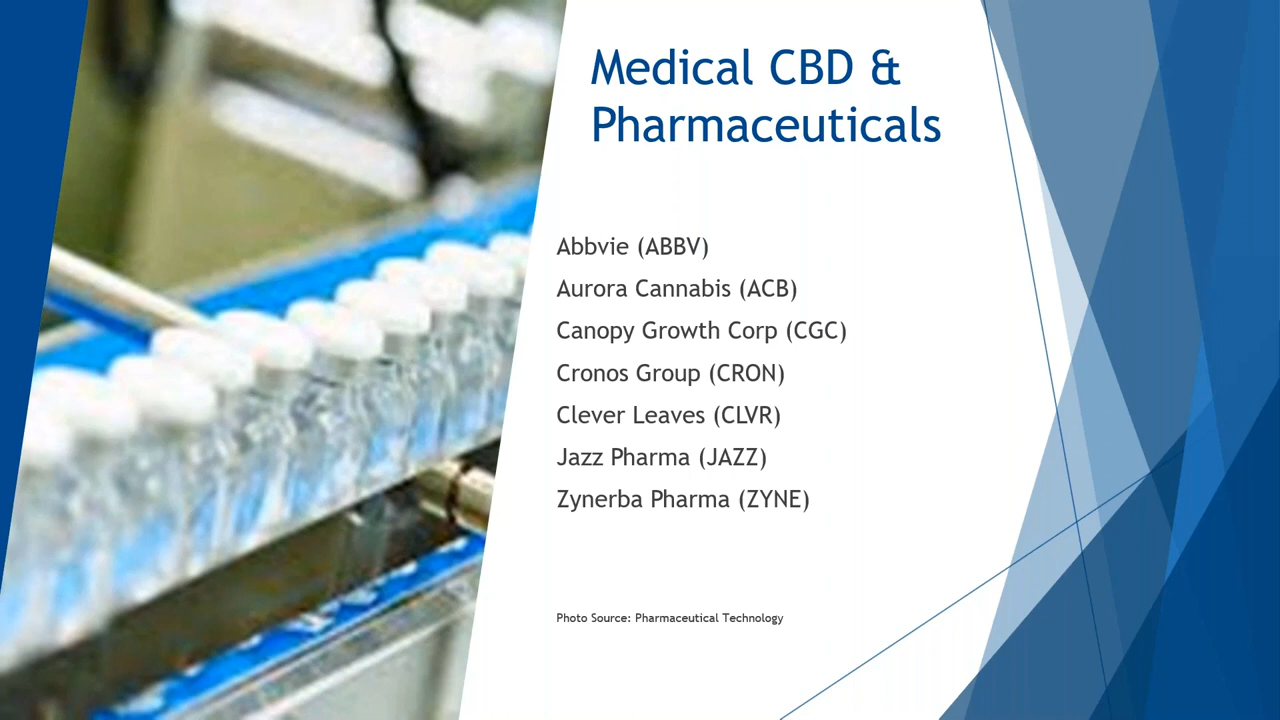 Medical CBD &
Pharmaceuticals
Abbvie (ABBV)
Aurora Cannabis (ACB)
Canopy Growth Corp (CGC)
Cronos Group (CRON)
Clever Leaves (CLVR)
Jazz Pharma (JAZZ)
Zynerba Pharma (ZYNE)
Photo Source: Pharmaceutical Technology